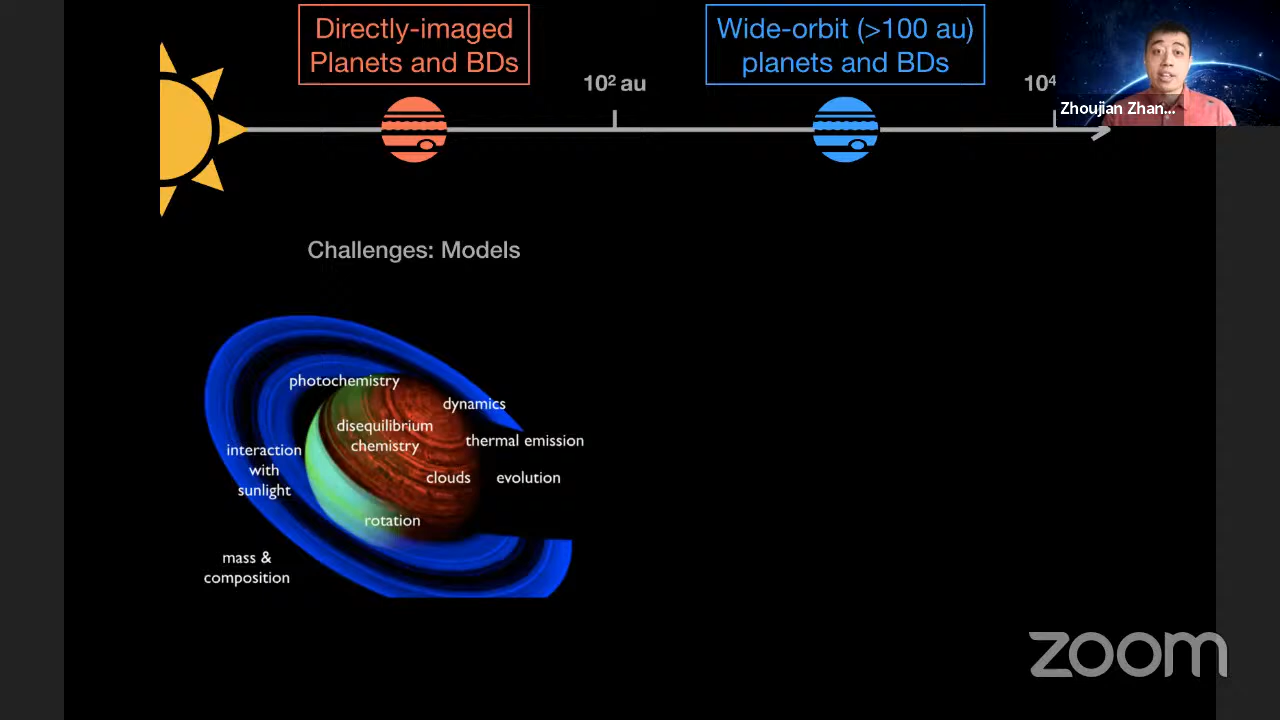 Directly-imaged
Planets and BDs
Wide-orbit (>100 au)
planets and BDs
10² au
10⁴
Zhoujian Zhan...
Challenges: Models
photochemistry
dynamics
disequilibrium
chemistry
thermal emission
interaction
with
sunlight
clouds
evolution
rotation
mass &
composition
zoom